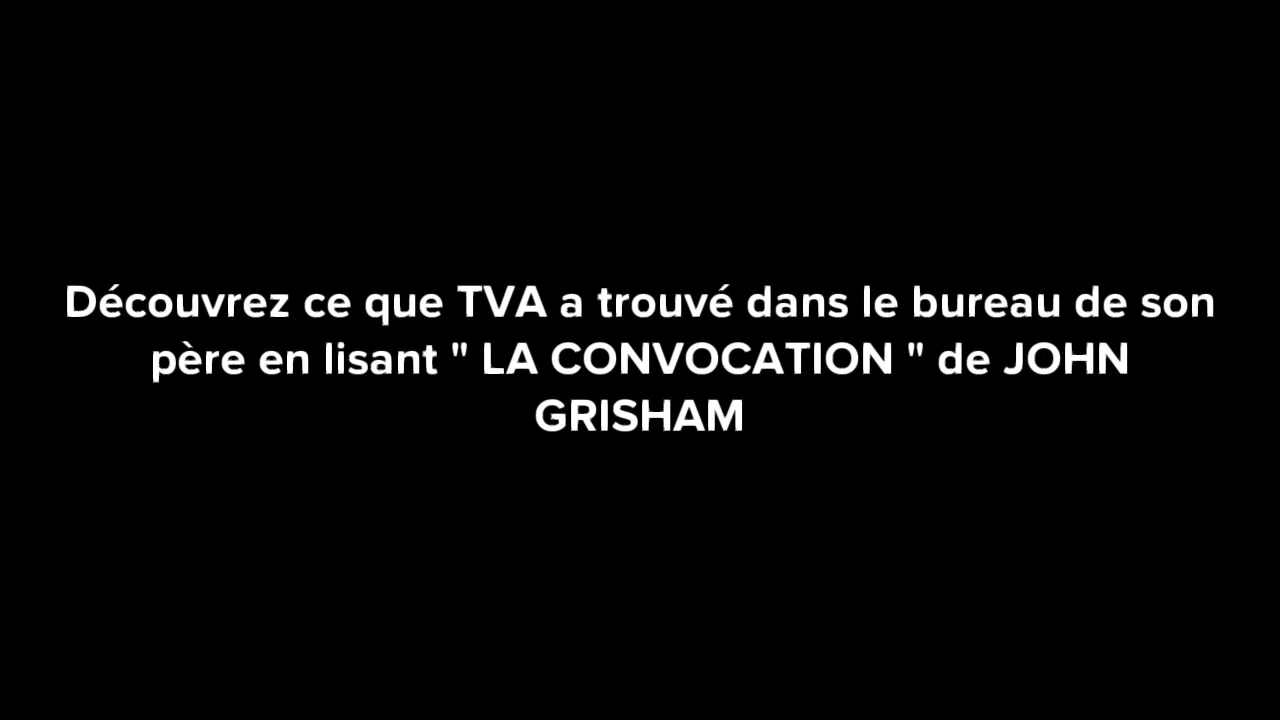 Découvrez ce que TVA a trouvé dans le bureau de son
père en lisant " LA CONVOCATION " de JOHN
GRISHAM